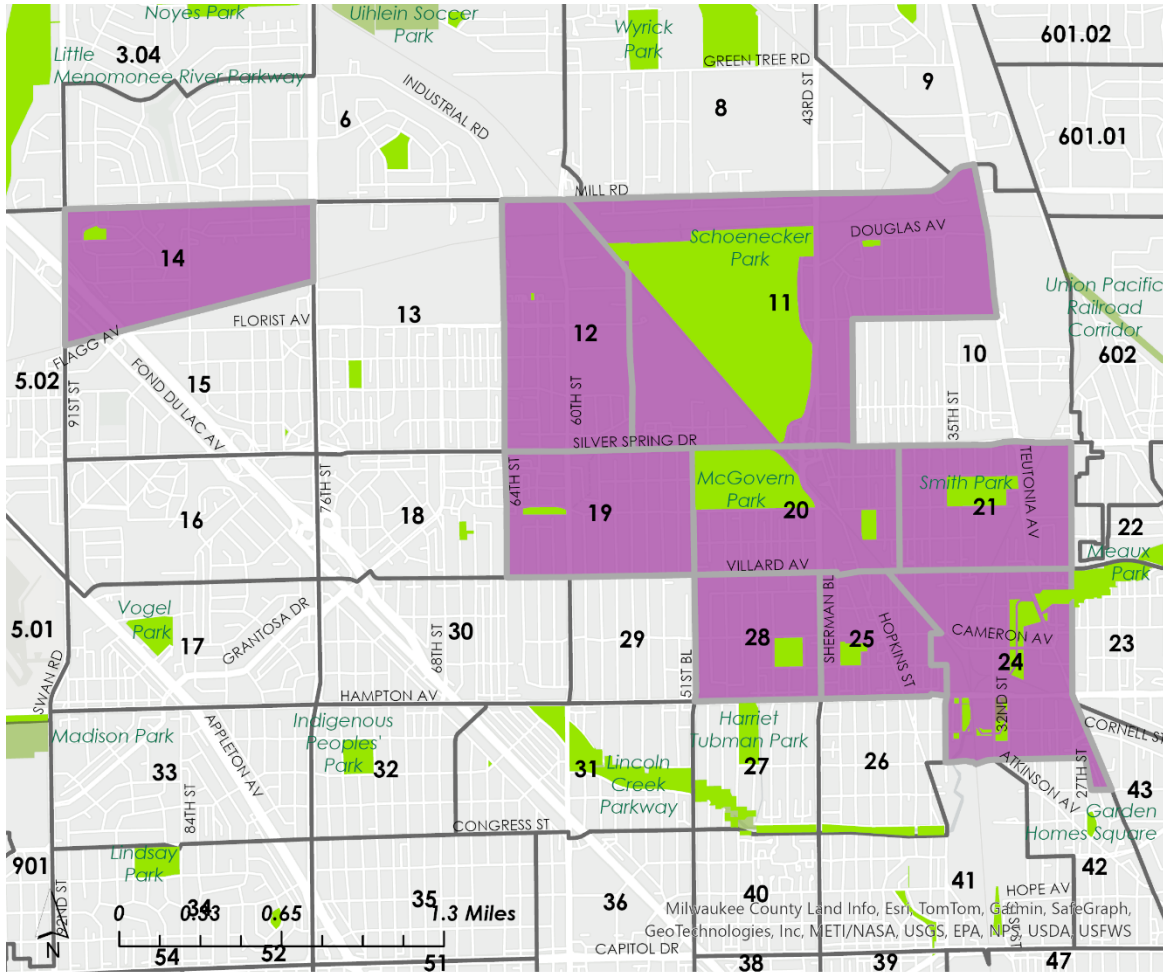 Noyes Park
Uihlein Soccer
Park
Wyrick
Park
GREEN TREE RD
601.02
Little
Menomonee River Parkway
3.04
INDUSTRIAL RD
6
8
43RD ST
9
601.01
MILL RD
14
13
12
Schoenecker
Park
11
DOUGLAS AV
Union Pacific
Railroad
Corridor
602
10
FLORIST AV
FLAGG AV
5.02
91ST ST
15
FOND DU LAC AV
60TH ST
35TH ST
SILVER SPRING DR
76TH ST
64TH ST
McGovern
Park
Smith Park
TEUTONIA AV
16
18
19
20
21
22
Meaux
Park
VILLARD AV
Vogel
Park
17
GRANTOSA DR
5.01
SWAN RD
68TH ST
30
29
51ST BL
28
SHERMAN BL
25
HOPKINS ST
CAMERON AV
24
23
32ND ST
HAMPTON AV
Madison Park
APPLETON AV
Indigenous
Peoples'
Park
33
32
31
Lincoln
Creek
Parkway
Harriet
Tubman Park
27
26
CORNELL ST
27TH ST
ATKINSON AV
43
Garden
Homes Square
84TH ST
CONGRESS ST
Lindsay
Park
901
92ND ST
34
35
36
40
41
42
HOPE AV
31ST ST
0 0.33 0.65 1.3 Miles
N
Milwaukee County Land Info, Esri, TomTom, Garmin, SafeGraph,
GeoTechnologies, Inc, METI/NASA, USGS, EPA, NPS, USDA, USFWS
CAPITOL DR
54
52
51
38
39
47